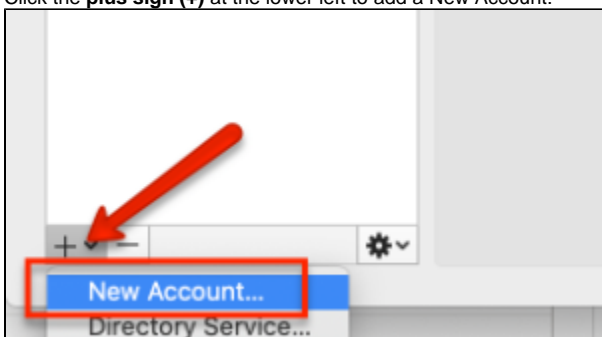 Click the plus sign (+) at the lower left to add a New Account.
New Account...
Directory Service...